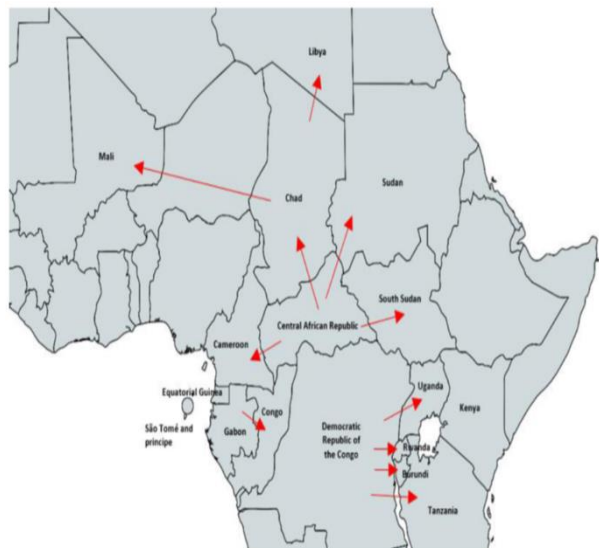 Libya
Mali
Chad
Sudan
South Sudan
Central African Republic
Cameroon
Equatorial Guinea
Uganda
Kenya
São Tomé and
principe
Gabon
Congo
Democratic
Republic of
the Congo
Rwanda
Burundi
Tanzania